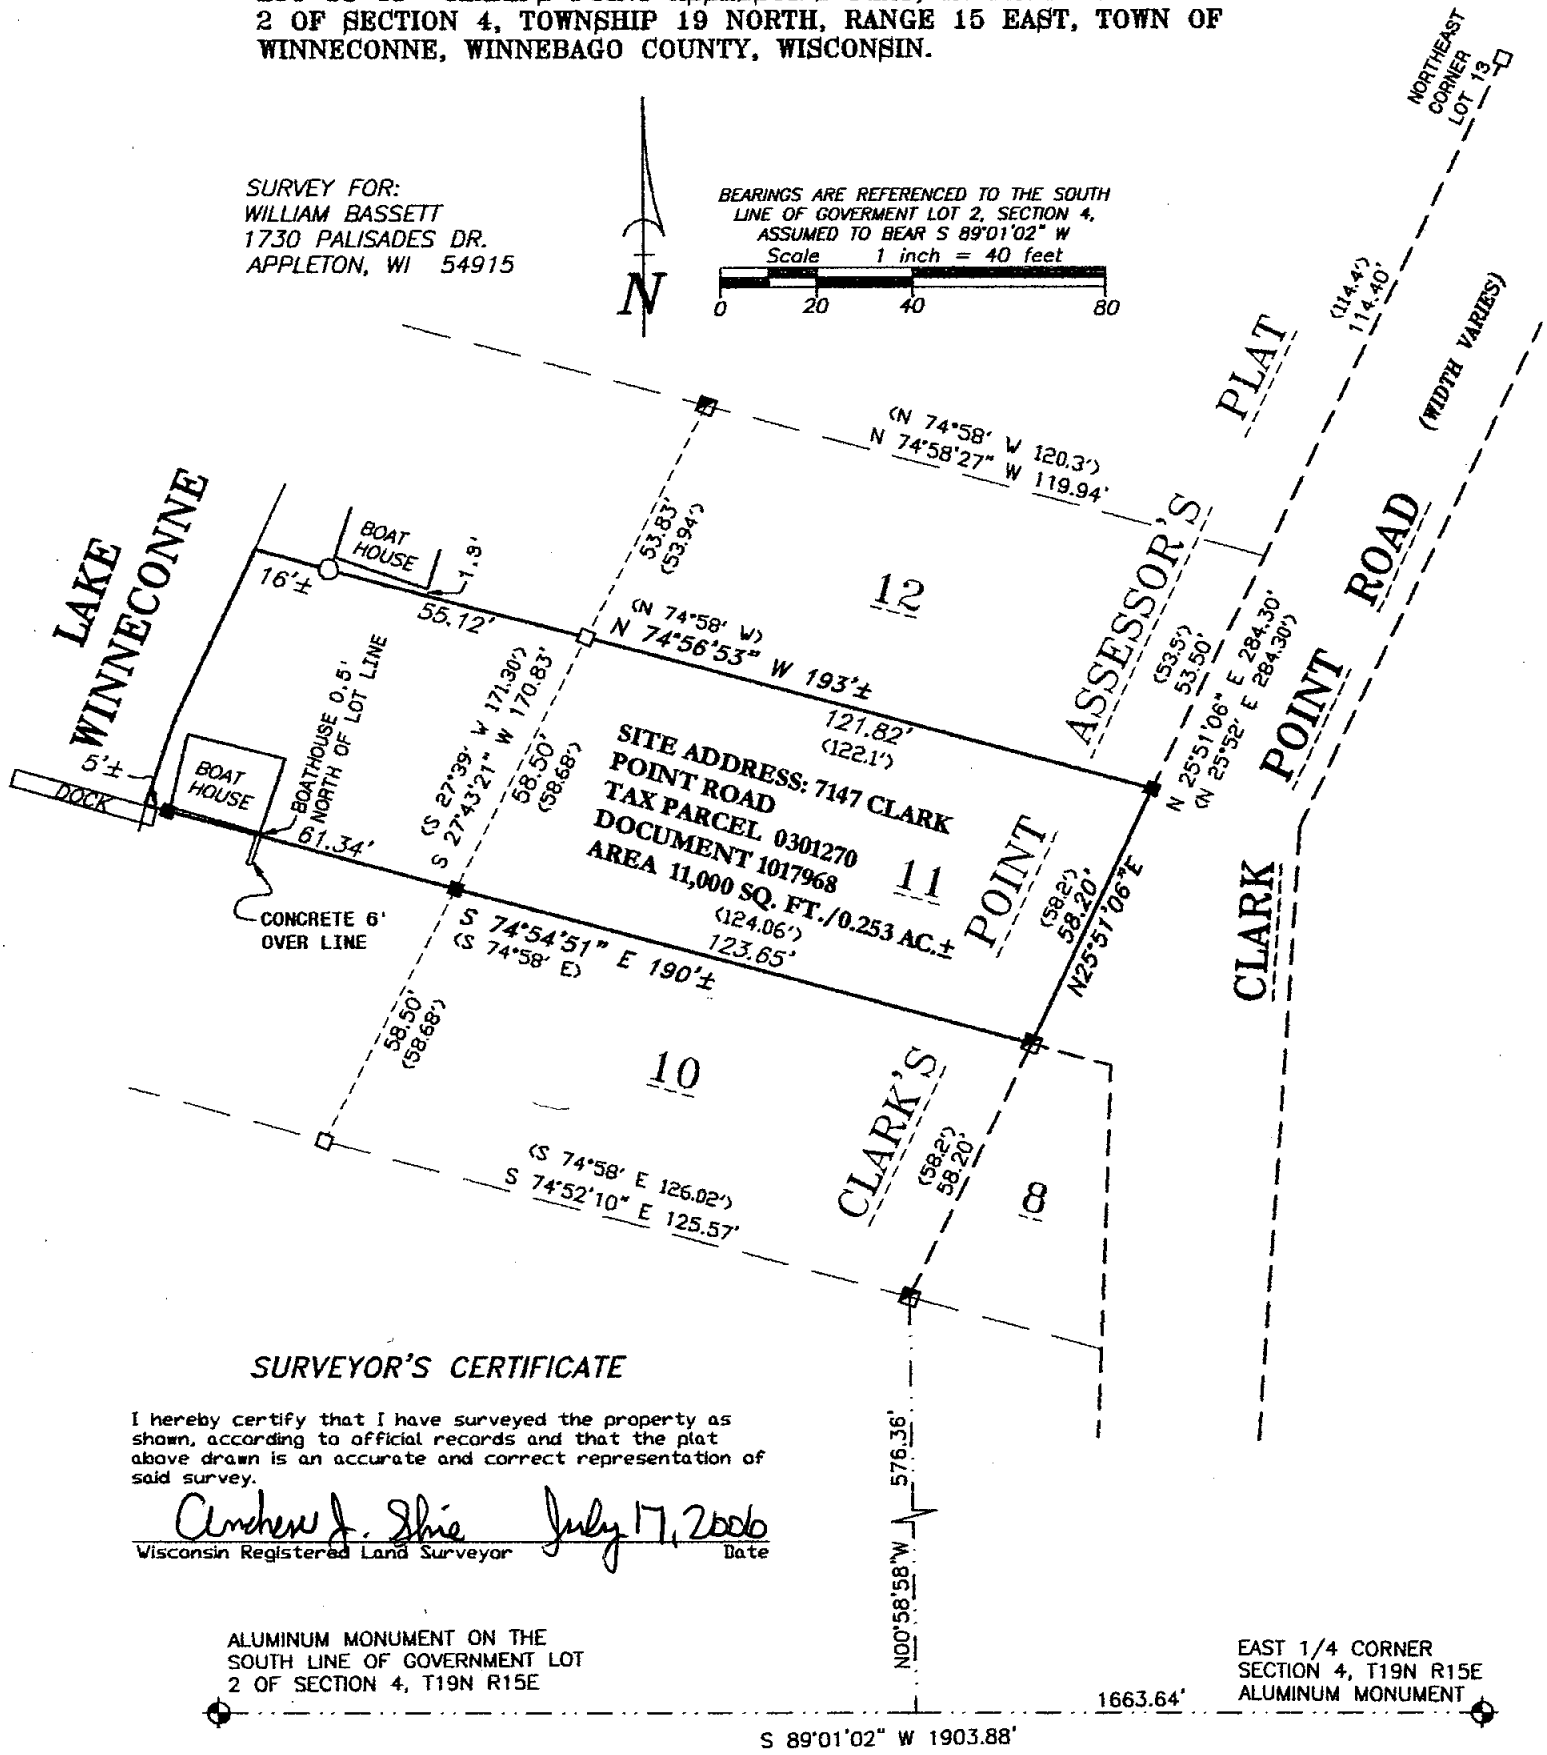 2 OF SECTION 4, TOWNSHIP 19 NORTH, RANGE 15 EAST, TOWN OF
WINNECONNE, WINNEBAGO COUNTY, WISCONSIN.
NORTHEAST
CORNER
LOT 13
SURVEY FOR:
WILLIAM BASSETT
1730 PALISADES DR.
APPLETON, WI 54915
N
BEARINGS ARE REFERENCED TO THE SOUTH
LINE OF GOVERMENT LOT 2, SECTION 4,
ASSUMED TO BEAR S 89°01'02" W
Scale 1 inch = 40 feet
0 20 40 80
(114.4')
114.40'
(WIDTH VARIES)
PLAT
(N 74°58' W 120.3')
N 74°58'27" W 119.94'
LAKE
WINNECONNE
BOAT
HOUSE
1.9'
16'±
55.12'
53.83'
(53.94')
12
(N 74°58' W)
N 74°56'53" W 193'±
121.82'
(122.1')
ASSESSOR'S
ROAD
(53.5')
53.50'
N 25°51'06" E 284.30'
(N 25°52' E 284.30')
POINT
5'±
DOCK
BOAT
HOUSE
BOATHOUSE 0.5'
NORTH OF LOT LINE
61.34'
(S 27°39' W 171.30')
S 27°43'21" W 170.83'
58.50'
(58.68')
SITE ADDRESS: 7147 CLARK
POINT ROAD
TAX PARCEL 0301270
DOCUMENT 1017968
AREA 11,000 SQ. FT./0.253 AC.±
11
POINT
(58.2')
58.20'
N25°51'06"E
CLARK
CONCRETE 6'
OVER LINE
(124.06')
123.65'
S 74°54'51" E 190'±
(S 74°58' E)
58.50'
(58.68')
10
CLARK'S
(58.2')
58.20'
8
(S 74°58' E 126.02')
S 74°52'10" E 125.57'
SURVEYOR'S CERTIFICATE
I hereby certify that I have surveyed the property as
shown, according to official records and that the plat
above drawn is an accurate and correct representation of
said survey.
Andrew J. July 17, 2006
Wisconsin Registered Land Surveyor Date
576.36'
N00°58'58"W
ALUMINUM MONUMENT ON THE
SOUTH LINE OF GOVERNMENT LOT
2 OF SECTION 4, T19N R15E
EAST 1/4 CORNER
SECTION 4, T19N R15E
ALUMINUM MONUMENT
1663.64'
S 89°01'02" W 1903.88'